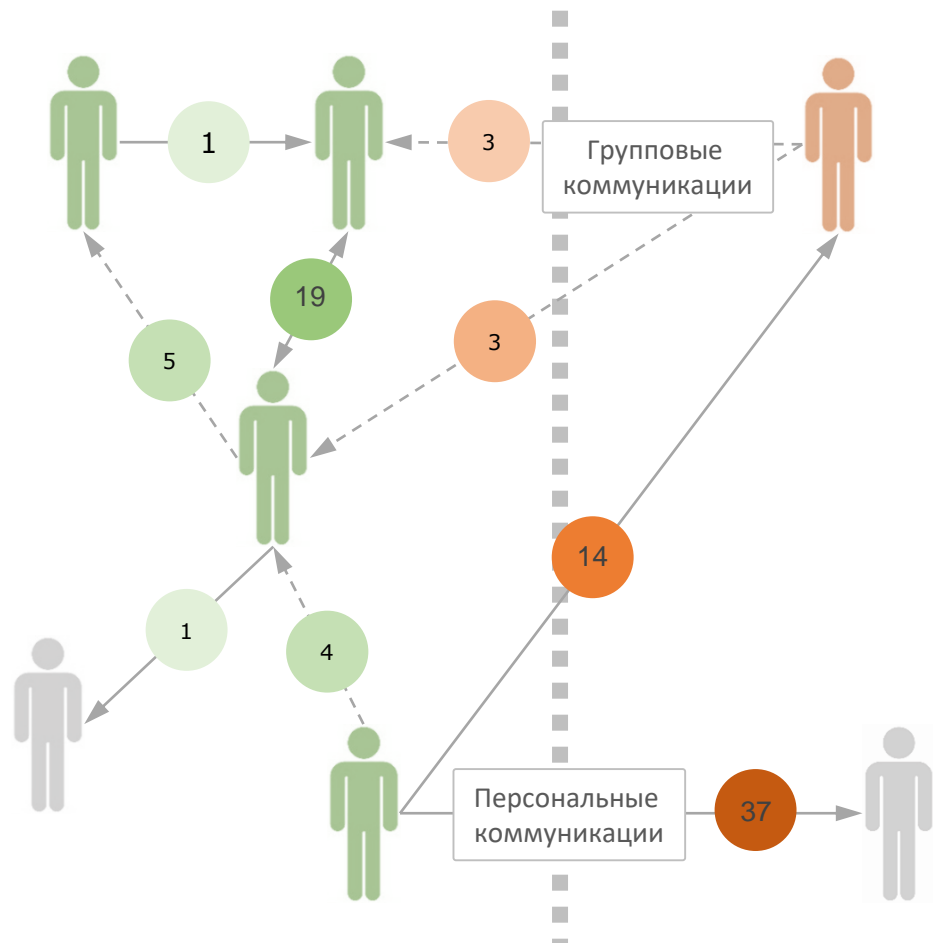 1
3
Групповые
коммуникации
19
3
5
14
1
4
Персональные
коммуникации
37